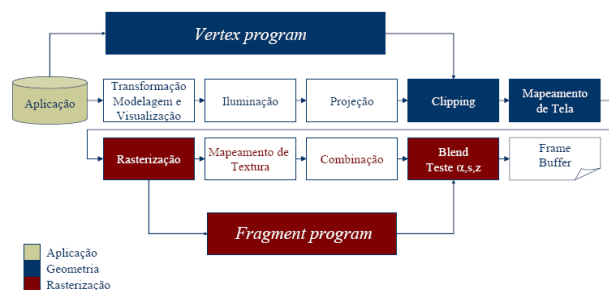 Vertex program
Aplicação
Transformação
Modelagem e
Visualização
Iluminação
Projeção
Clipping
Mapeamento
de Tela
Rasterização
Mapeamento de
Textura
Combinação
Blend
Teste α,s,z
Frame
Buffer
Fragment program
Aplicação
Geometria
Rasterização